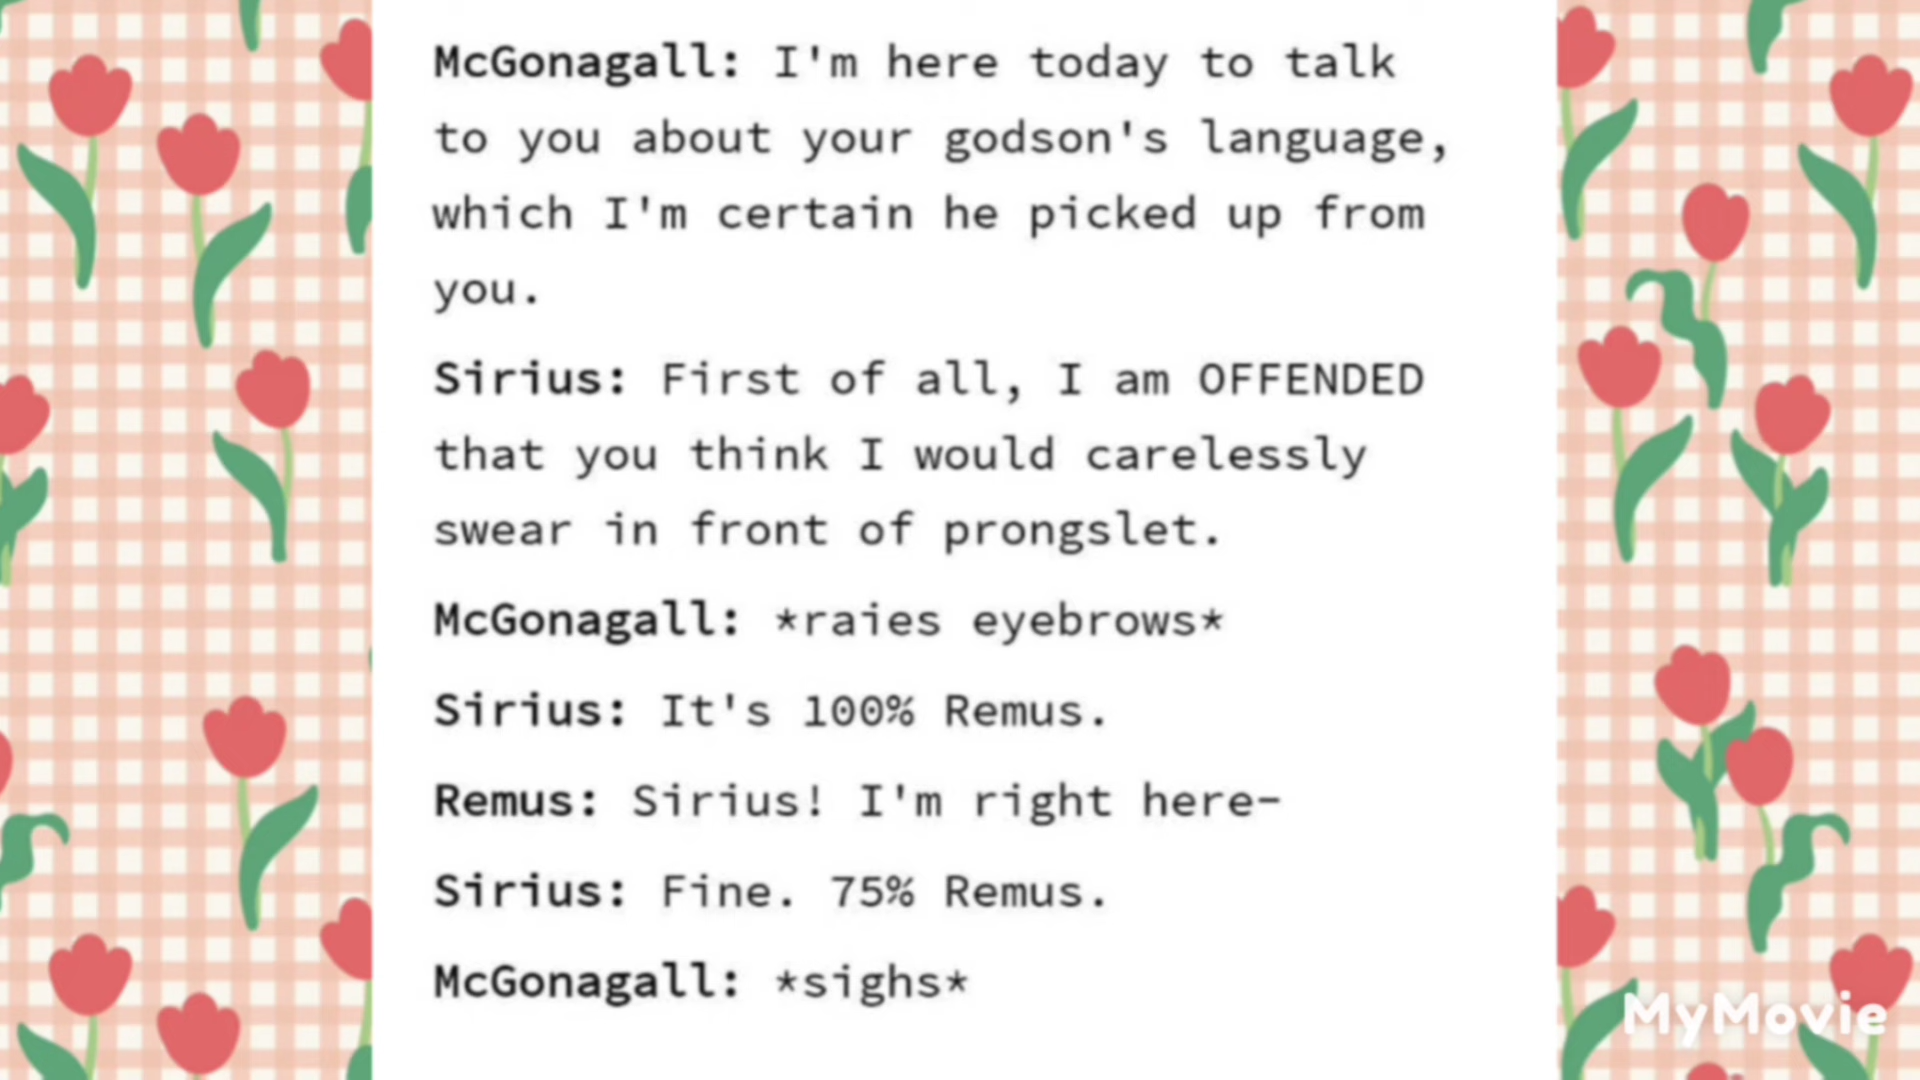 McGonagall: I'm here today to talk
to you about your godson's language,
which I'm certain he picked up from
you.
Sirius: First of all, I am OFFENDED
that you think I would carelessly
swear in front of prongslet.
McGonagall: *raies eyebrows*
Sirius: It's 100% Remus.
Remus: Sirius! I'm right here-
Sirius: Fine. 75% Remus.
McGonagall: *sighs*
MyMovie